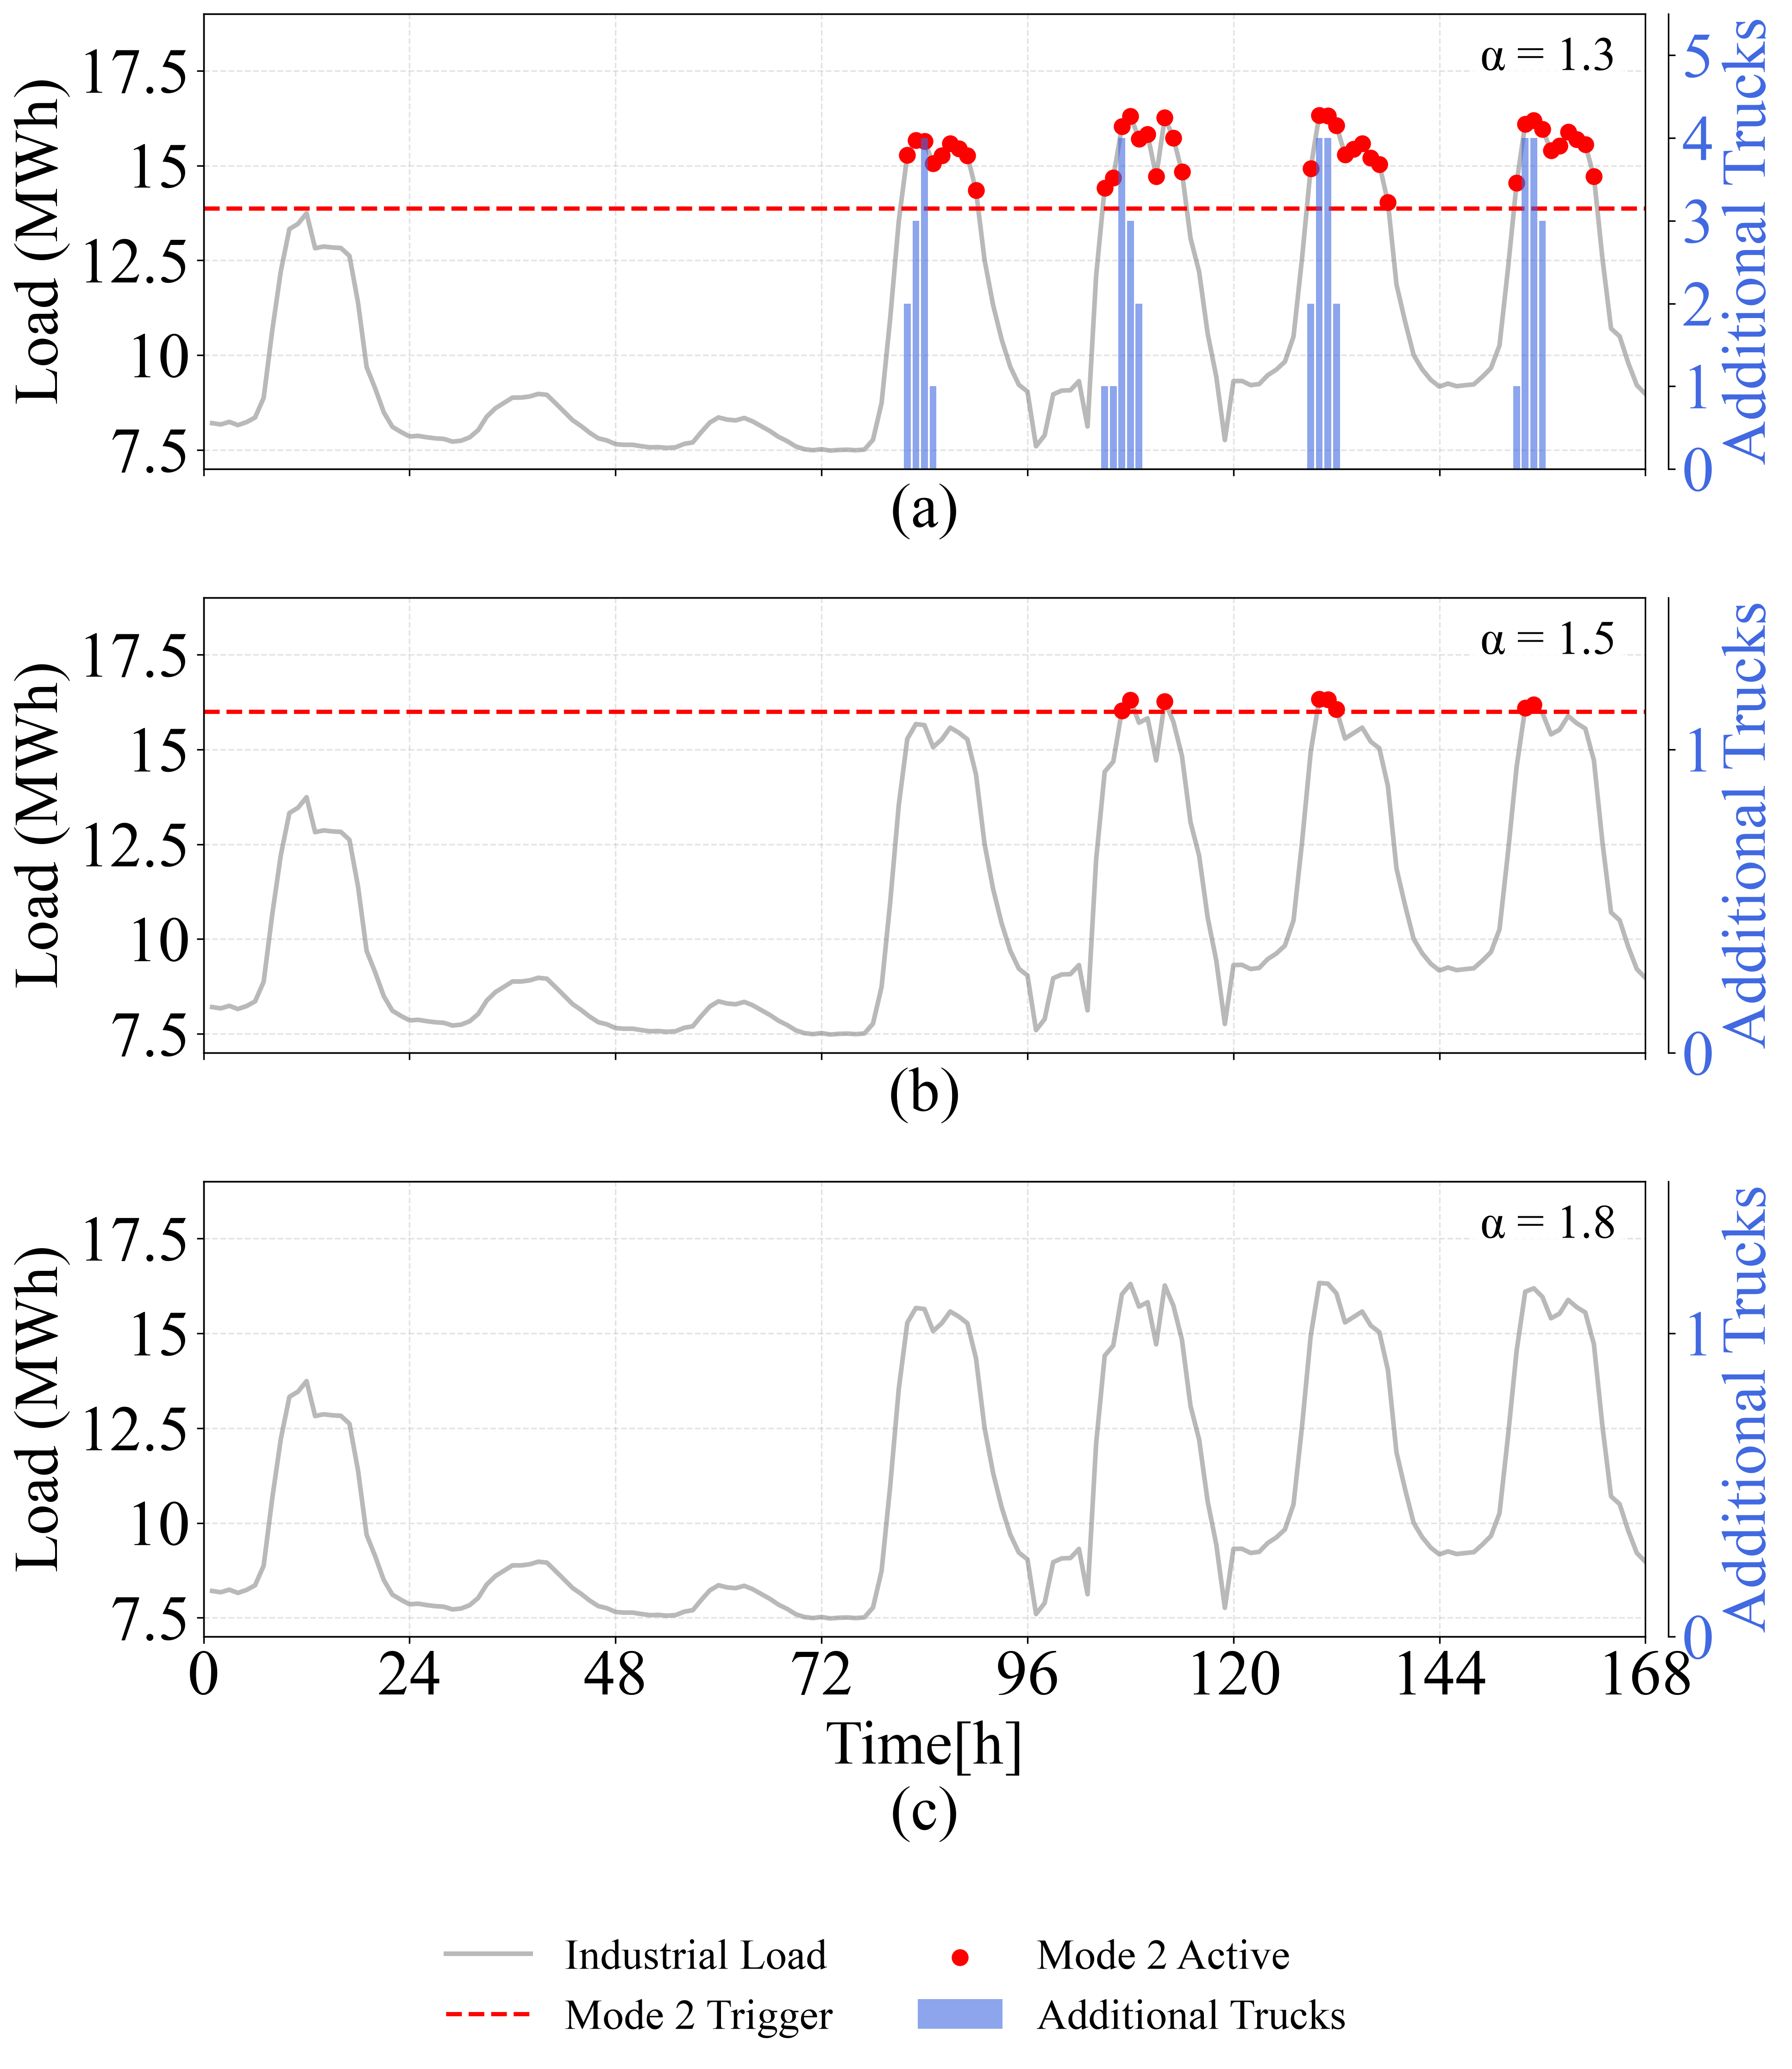 Load (MWh)
17.5
15
12.5
10
7.5
α = 1.3
5
4
3
2
1
0
Additional Trucks
(a)
Load (MWh)
17.5
15
12.5
10
7.5
α = 1.5
1
0
Additional Trucks
(b)
Load (MWh)
17.5
15
12.5
10
7.5
α = 1.8
1
0
Additional Trucks
0 24 48 72 96 120 144 168
Time[h]
(c)
Industrial Load
Mode 2 Active
Mode 2 Trigger
Additional Trucks